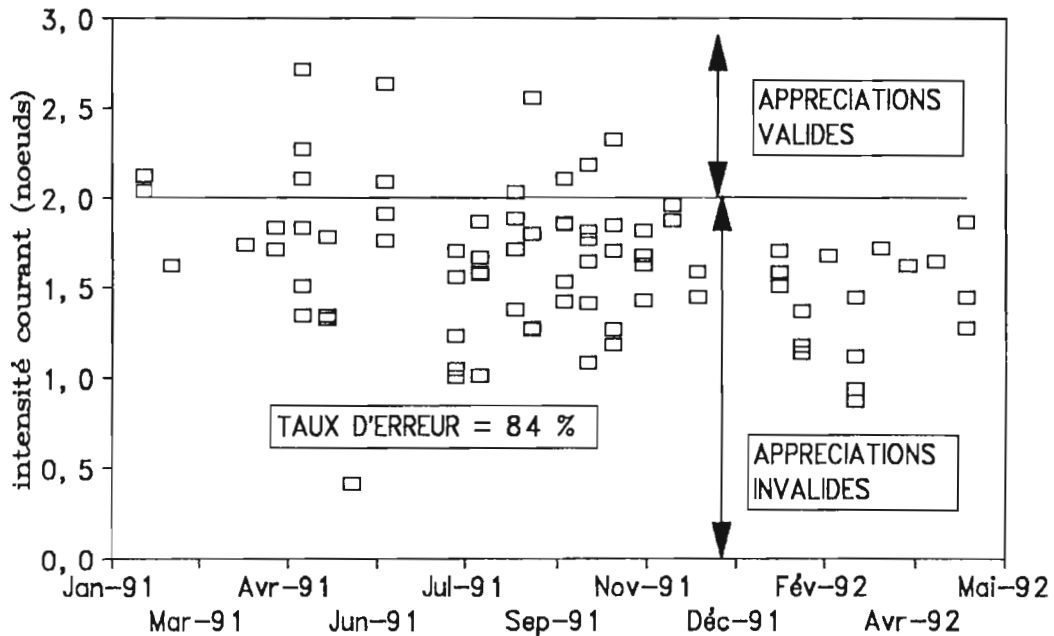 3,0
2,5
2,0
1,5
1,0
0,5
0,0
intensité courant (noeuds)
APPRECIATIONS
VALIDES
TAUX D'ERREUR = 84 %
APPRECIATIONS
INVALIDES
Jan-91
Avr-91
Jul-91
Nov-91
Fév-92
Mai-92
Mar-91
Jun-91
Sep-91
Déc-91
Avr-92